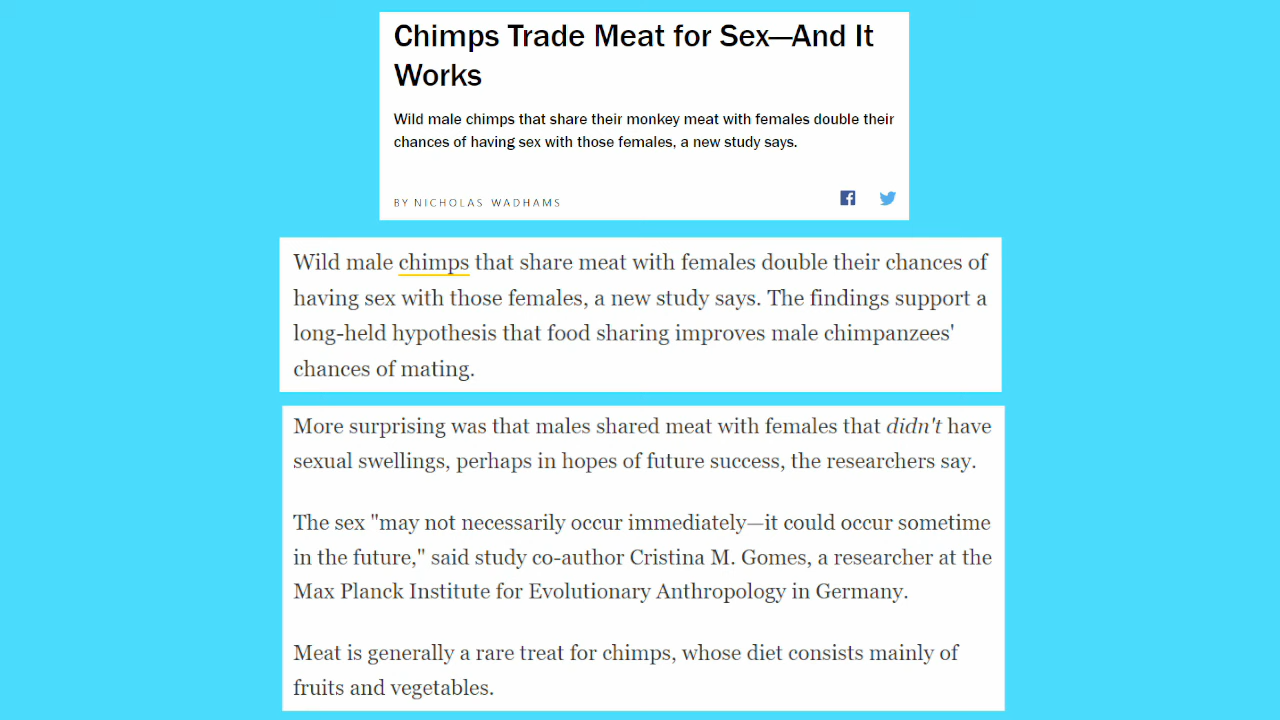 Chimps Trade Meat for Sex—And It
Works
Wild male chimps that share their monkey meat with females double their
chances of having sex with those females, a new study says.
BY NICHOLAS WADHAMS
Wild male chimps that share meat with females double their chances of
having sex with those females, a new study says. The findings support a
long-held hypothesis that food sharing improves male chimpanzees'
chances of mating.
More surprising was that males shared meat with females that didn't have
sexual swellings, perhaps in hopes of future success, the researchers say.
The sex "may not necessarily occur immediately—it could occur sometime
in the future," said study co-author Cristina M. Gomes, a researcher at the
Max Planck Institute for Evolutionary Anthropology in Germany.
Meat is generally a rare treat for chimps, whose diet consists mainly of
fruits and vegetables.